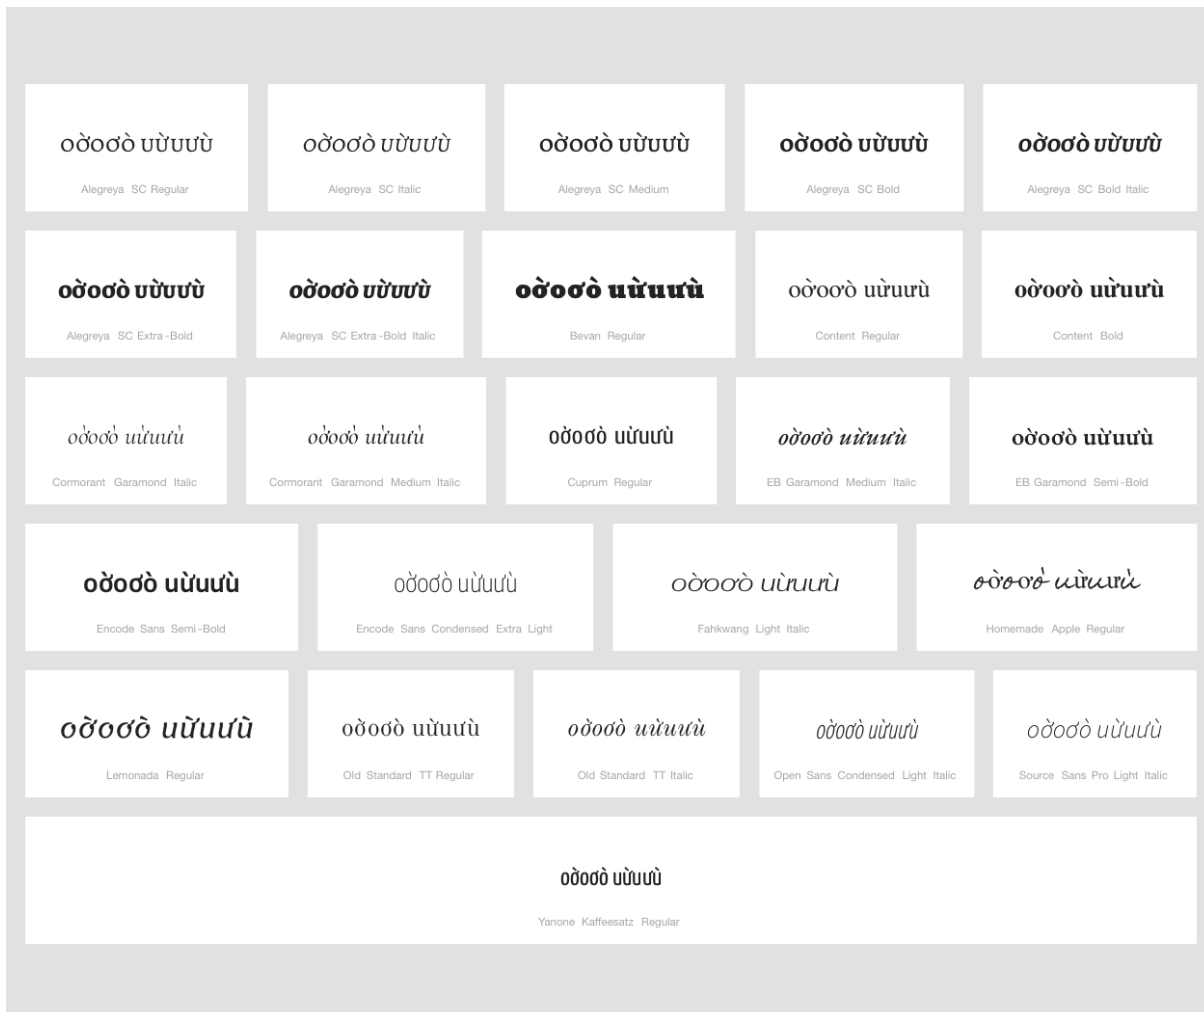 oờoơò uừuưù
Alegreya SC Regular
oờoơò uừuưù
Alegreya SC Italic
oờoơò uừuưù
Alegreya SC Medium
oờoơò uừuưù
Alegreya SC Bold
oờoơò uừuưù
Alegreya SC Bold Italic
oờoơò uừuưù
Alegreya SC Extra-Bold
oờoơò uừuưù
Alegreya SC Extra-Bold Italic
oờoơò uừuưù
Bevan Regular
oờoơò uừuưù
Content Regular
oờoơò uừuưù
Content Bold
oờoơò uừuưù
Cormorant Garamond Italic
oờoơò uừuưù
Cormorant Garamond Medium Italic
oờoơò uừuưù
Cuprum Regular
oờoơò uừuưù
EB Garamond Medium Italic
oờoơò uừuưù
EB Garamond Semi-Bold
oờoơò uừuưù
Encode Sans Semi-Bold
oờoơò uừuưù
Encode Sans Condensed Extra Light
oờoơò uừuưù
Fahkwang Light Italic
oờoơò uừuưù
Homemade Apple Regular
oờoơò uừuưù
Lemonada Regular
oờoơò uừuưù
Old Standard TT Regular
oờoơò uừuưù
Old Standard TT Italic
oờoơò uừuưù
Open Sans Condensed Light Italic
oờoơò uừuưù
Source Sans Pro Light Italic
oờoơò uừuưù
Yanone Kaffeesatz Regular